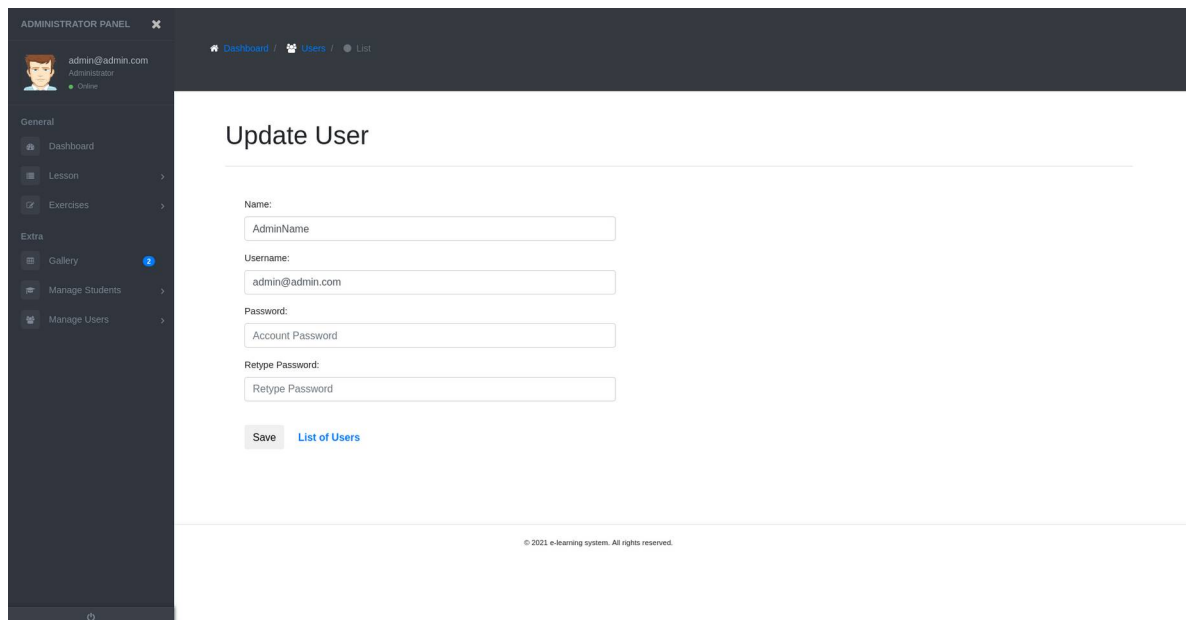 ADMINISTRATOR PANEL
admin@admin.com
Administrator
Online
General
Dashboard
Lesson
Exercises
Extra
Gallery 2
Manage Students
Manage Users
Dashboard / Users / List
Update User
Name:
AdminName
Username:
admin@admin.com
Password:
Account Password
Retype Password:
Retype Password
Save List of Users
© 2021 e-learning system. All rights reserved.